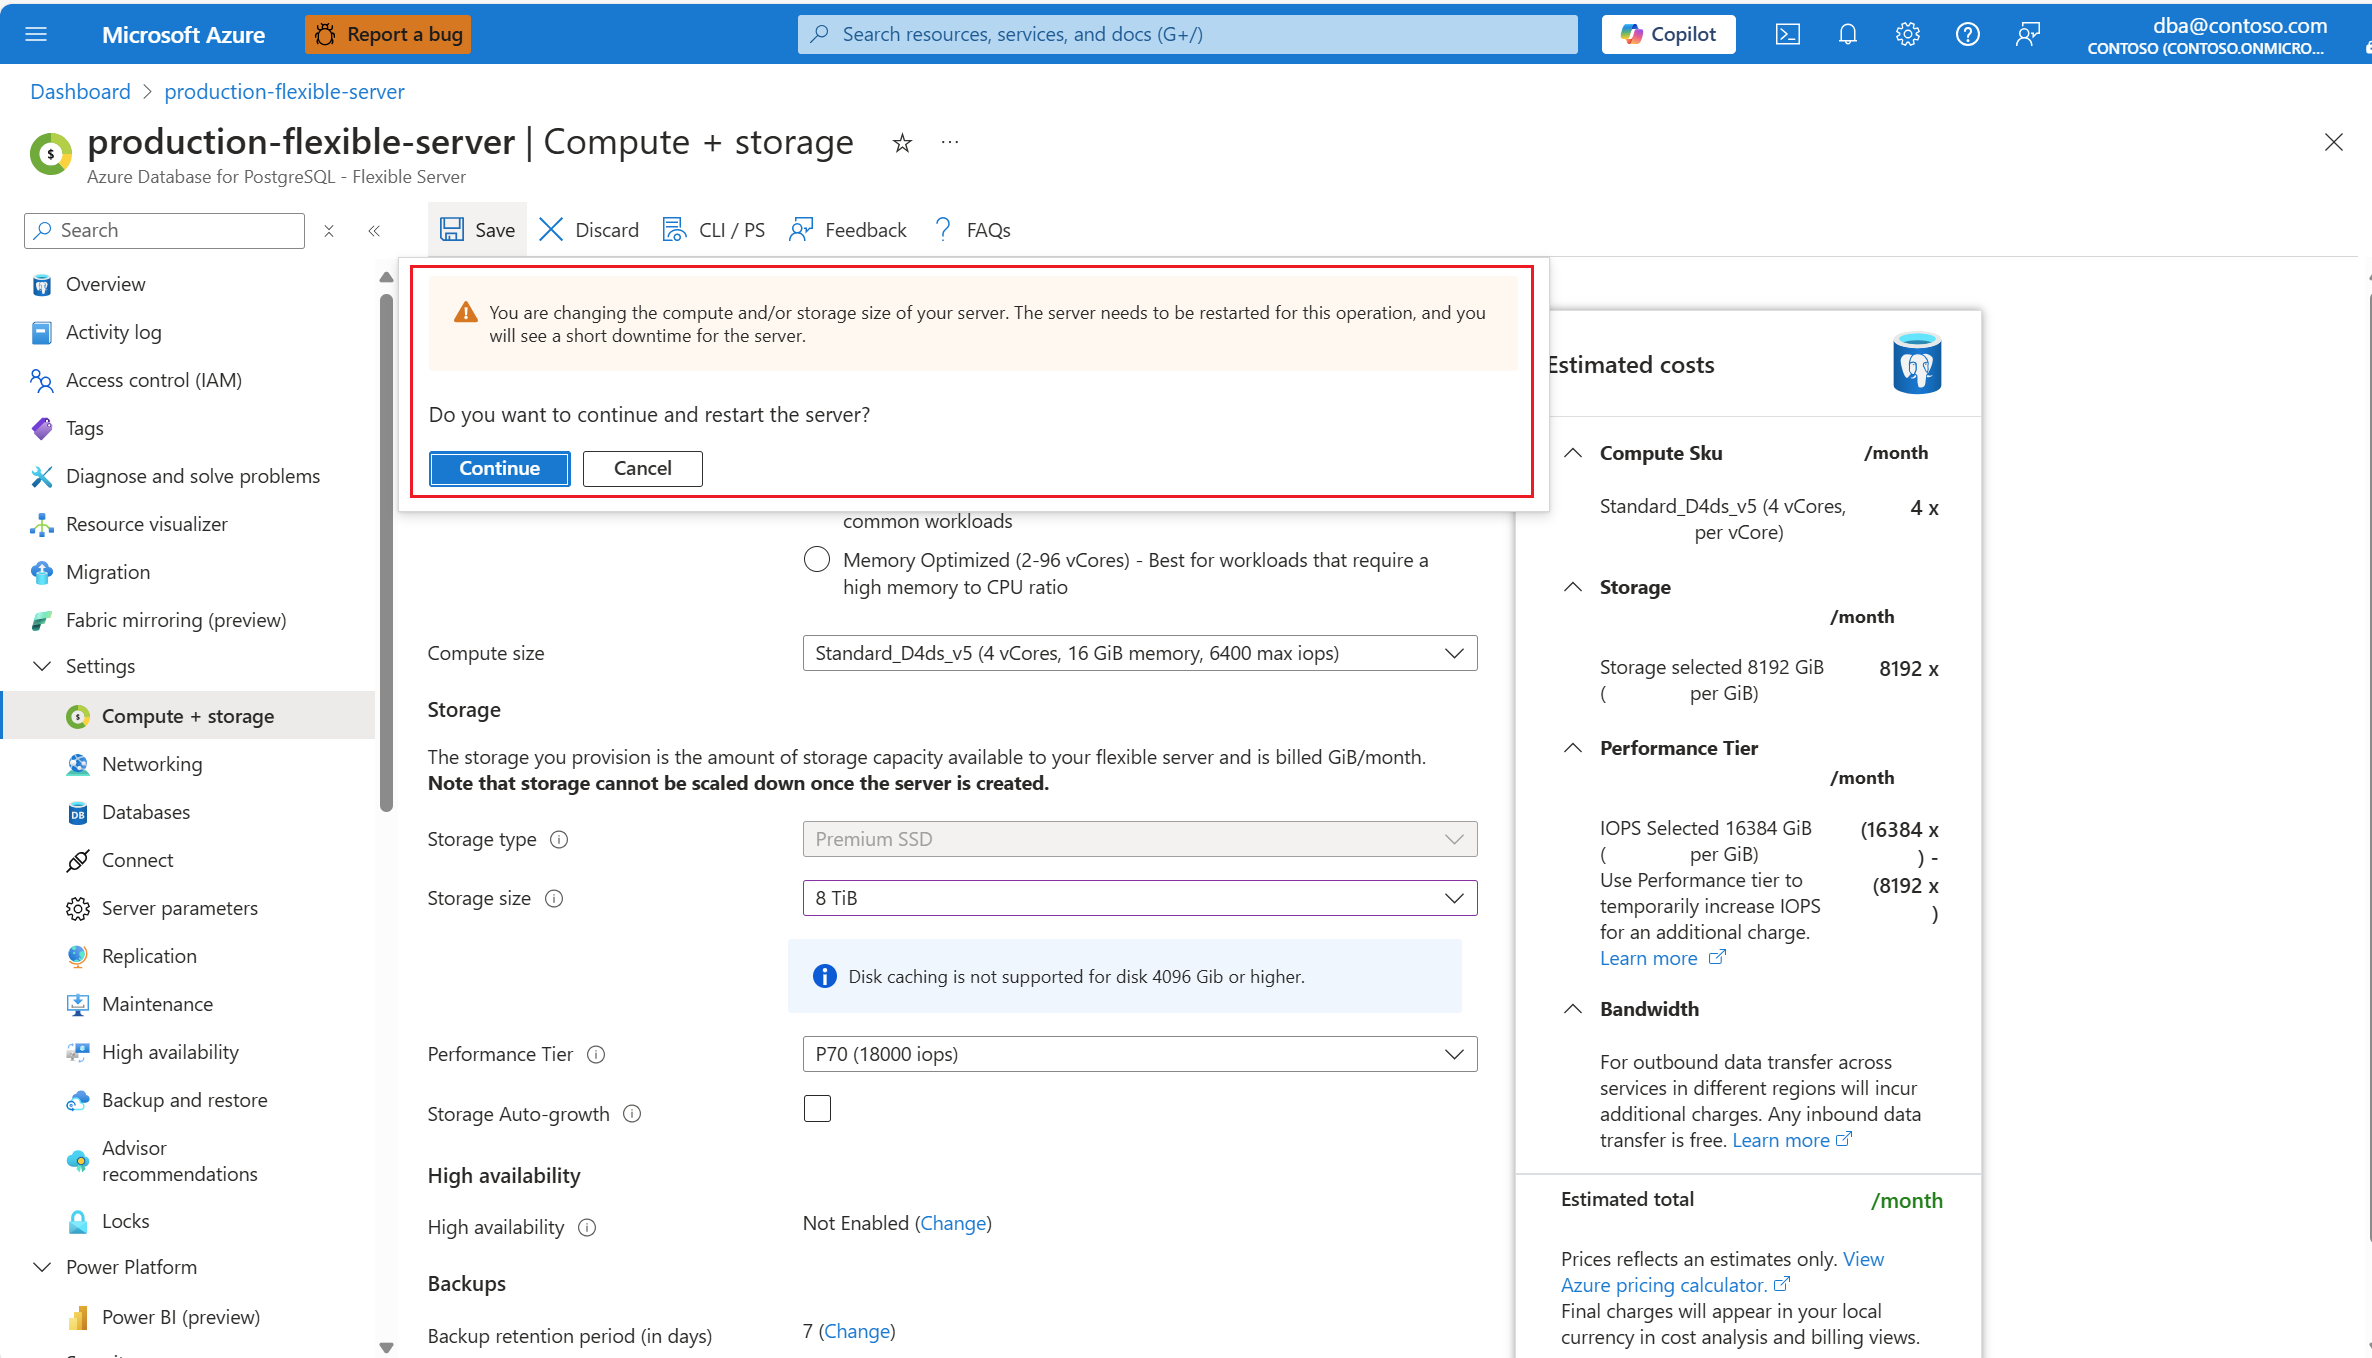 Microsoft Azure
Report a bug
Search resources, services, and docs (G+/)
Copilot
dba@contoso.com
CONTOSO (CONTOSO.ONMICRO...
Dashboard > production-flexible-server
production-flexible-server | Compute + storage
Azure Database for PostgreSQL - Flexible Server
Search
Overview
Activity log
Access control (IAM)
Tags
Diagnose and solve problems
Resource visualizer
Migration
Fabric mirroring (preview)
Settings
Compute + storage
Networking
Databases
Connect
Server parameters
Replication
Maintenance
High availability
Backup and restore
Advisor
recommendations
Locks
Power Platform
Power BI (preview)
Save
Discard
CLI / PS
Feedback
FAQs
You are changing the compute and/or storage size of your server. The server needs to be restarted for this operation, and you
will see a short downtime for the server.
Do you want to continue and restart the server?
Continue
Cancel
common workloads
Memory Optimized (2-96 vCores) - Best for workloads that require a
high memory to CPU ratio
Compute size
Standard_D4ds_v5 (4 vCores, 16 GiB memory, 6400 max iops)
Storage
The storage you provision is the amount of storage capacity available to your flexible server and is billed GiB/month.
Note that storage cannot be scaled down once the server is created.
Storage type
Premium SSD
Storage size
8 TiB
Disk caching is not supported for disk 4096 Gib or higher.
Performance Tier
P70 (18000 iops)
Storage Auto-growth
High availability
High availability
Not Enabled (Change)
Backups
Backup retention period (in days)
7 (Change)
Estimated costs
Compute Sku /month
Standard_D4ds_v5 (4 vCores, 4 x
per vCore)
Storage
/month
Storage selected 8192 GiB 8192 x
( per GiB)
Performance Tier
/month
IOPS Selected 16384 GiB (16384 x
( per GiB) ) -
Use Performance tier to (8192 x
temporarily increase IOPS )
for an additional charge.
Learn more
Bandwidth
For outbound data transfer across
services in different regions will incur
additional charges. Any inbound data
transfer is free. Learn more
Estimated total /month
Prices reflects an estimates only. View
Azure pricing calculator.
Final charges will appear in your local
currency in cost analysis and billing views.